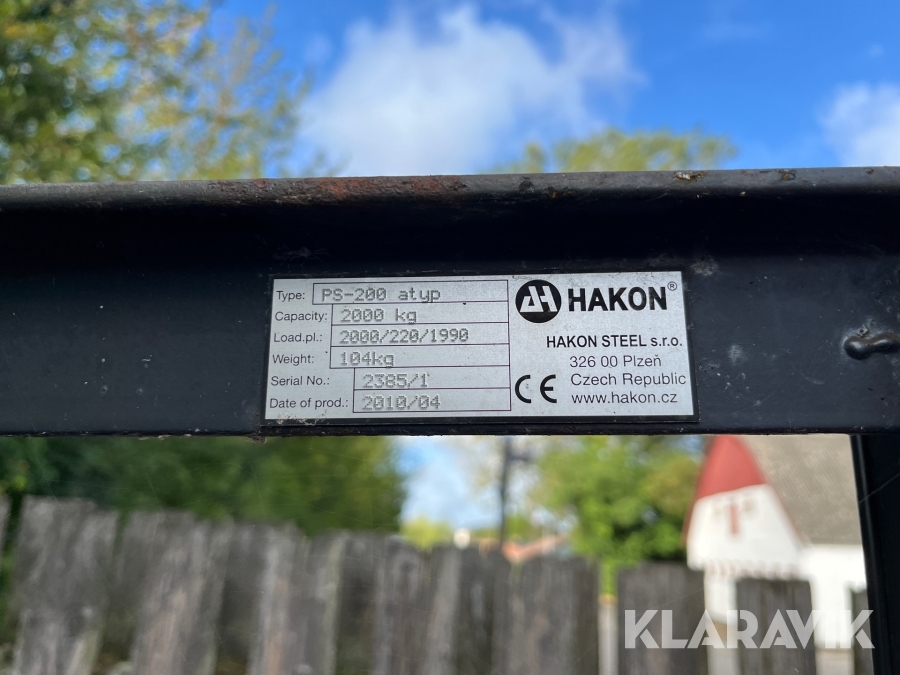 Type: PS-200 atyp
Capacity: 2000 kg
Load.pl.: 2000/220/1990
Weight: 104kg
Serial No.: 2385/1
Date of prod.: 2010/04
AH HAKON®
HAKON STEEL s.r.o.
326 00 Plzeň
CE Czech Republic
www.hakon.cz
KLARAVIK